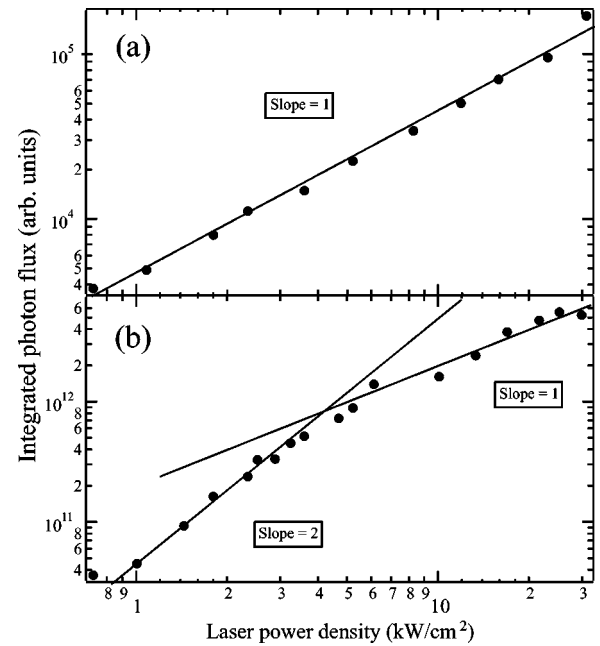 (a)
10^5
6
5
4
3
2
10^4
6
5
4
Slope = 1
Integrated photon flux (arb. units)
(b)
6
4
2
10^12
8
6
4
2
10^11
8
6
4
Slope = 1
Slope = 2
8 9 1 2 3 4 5 6 7 8 9 10 2 3
Laser power density (kW/cm^2)